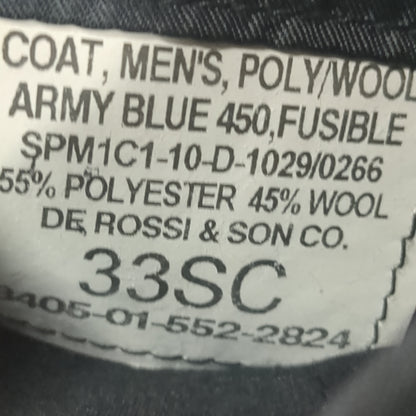 COAT, MEN'S, POLY/WOOL
ARMY BLUE 450, FUSIBLE
SPM1C1-10-D-1029/0266
55% POLYESTER 45% WOOL
DE ROSSI & SON CO.
33SC
8405-01-552-2824